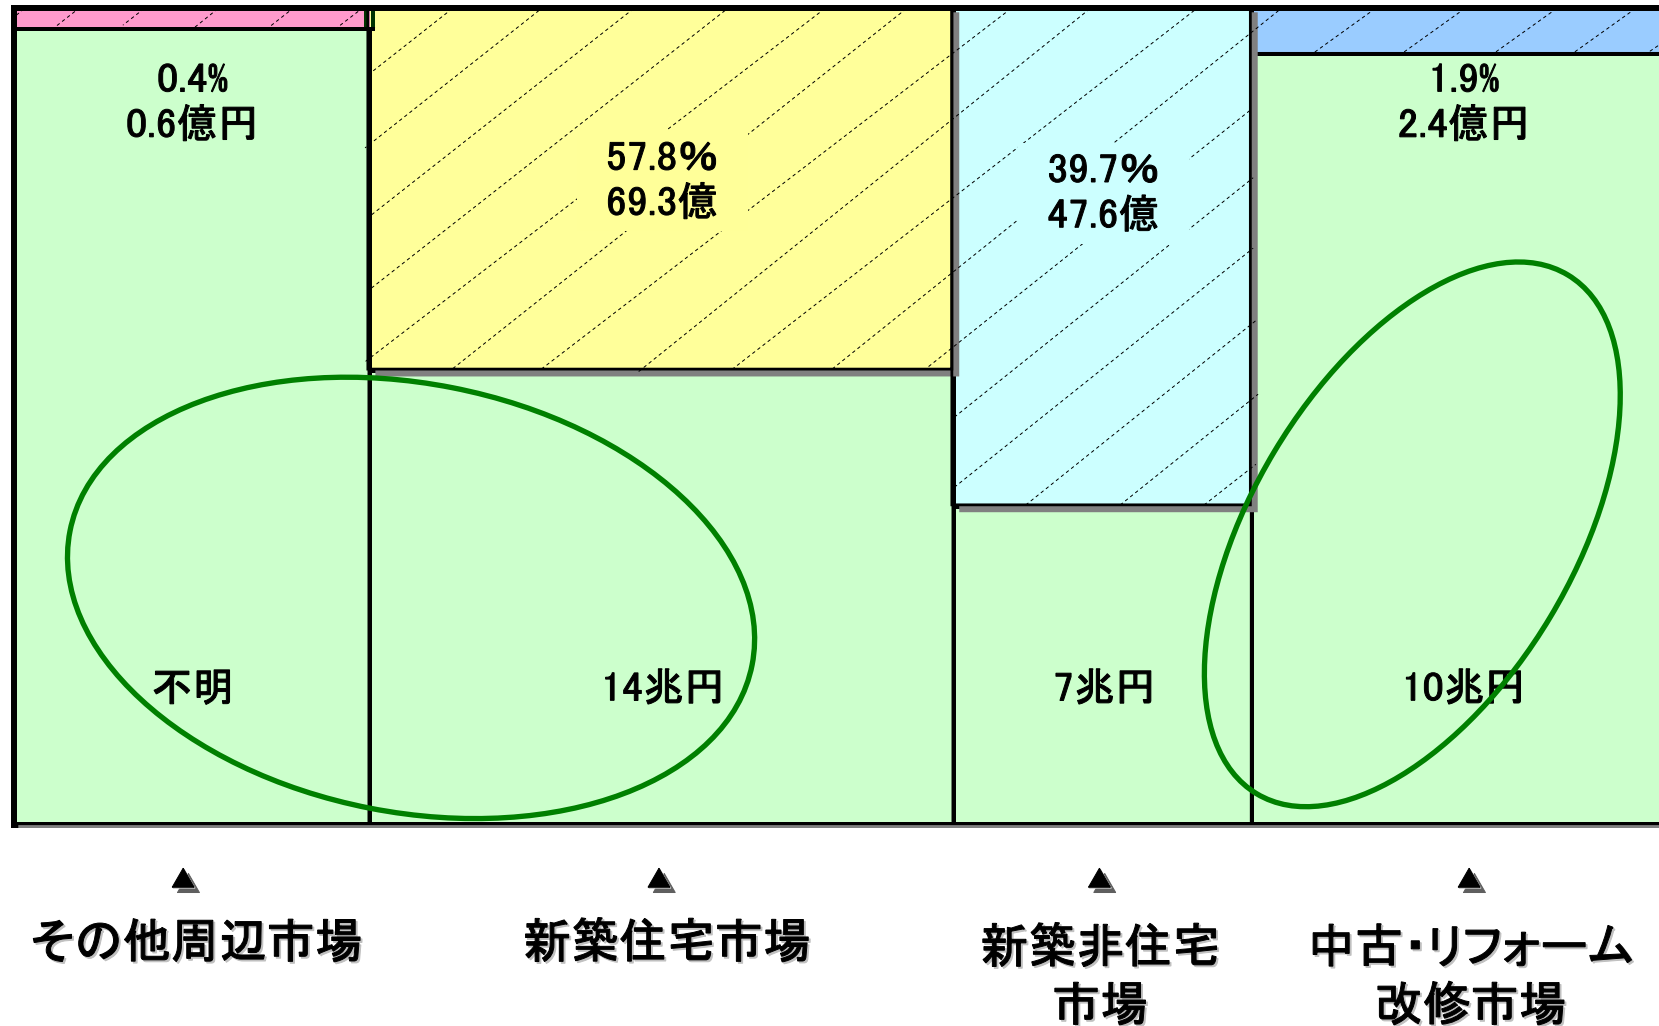 0.4%
0.6億円
57.8%
69.3億
39.7%
47.6億
1.9%
2.4億円
不明
14兆円
7兆円
10兆円
その他周辺市場
新築住宅市場
新築非住宅
市場
中古・リフォーム
改修市場